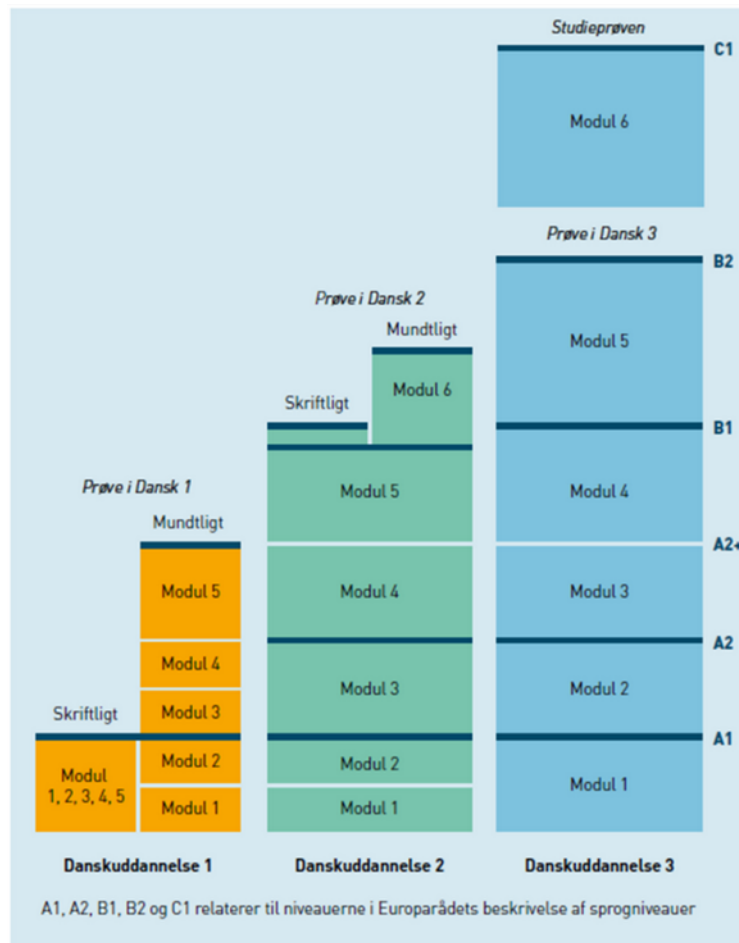 Studieprøven
C1
Modul 6
Prøve i Dansk 3
B2
Prøve i Dansk 2
Mundtligt
Modul 5
Modul 6
Skriftligt
B1
Prøve i Dansk 1
Modul 5
Modul 4
Mundtligt
A2+
Modul 5
Modul 4
Modul 3
A2
Modul 4
Skriftligt
Modul 3
Modul 3
Modul 2
A1
Modul
1, 2, 3, 4, 5
Modul 2
Modul 2
Modul 1
Modul 1
Modul 1
Danskuddannelse 1
Danskuddannelse 2
Danskuddannelse 3
A1, A2, B1, B2 og C1 relaterer til niveauerne i Europarådets beskrivelse af sprogniveauer